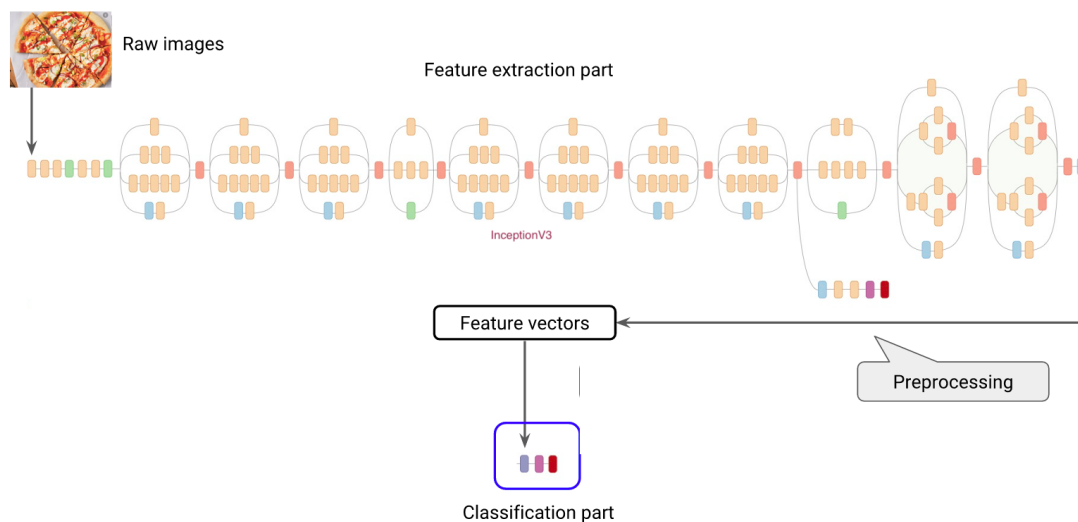 Raw images
Feature extraction part
InceptionV3
Feature vectors
Preprocessing
Classification part